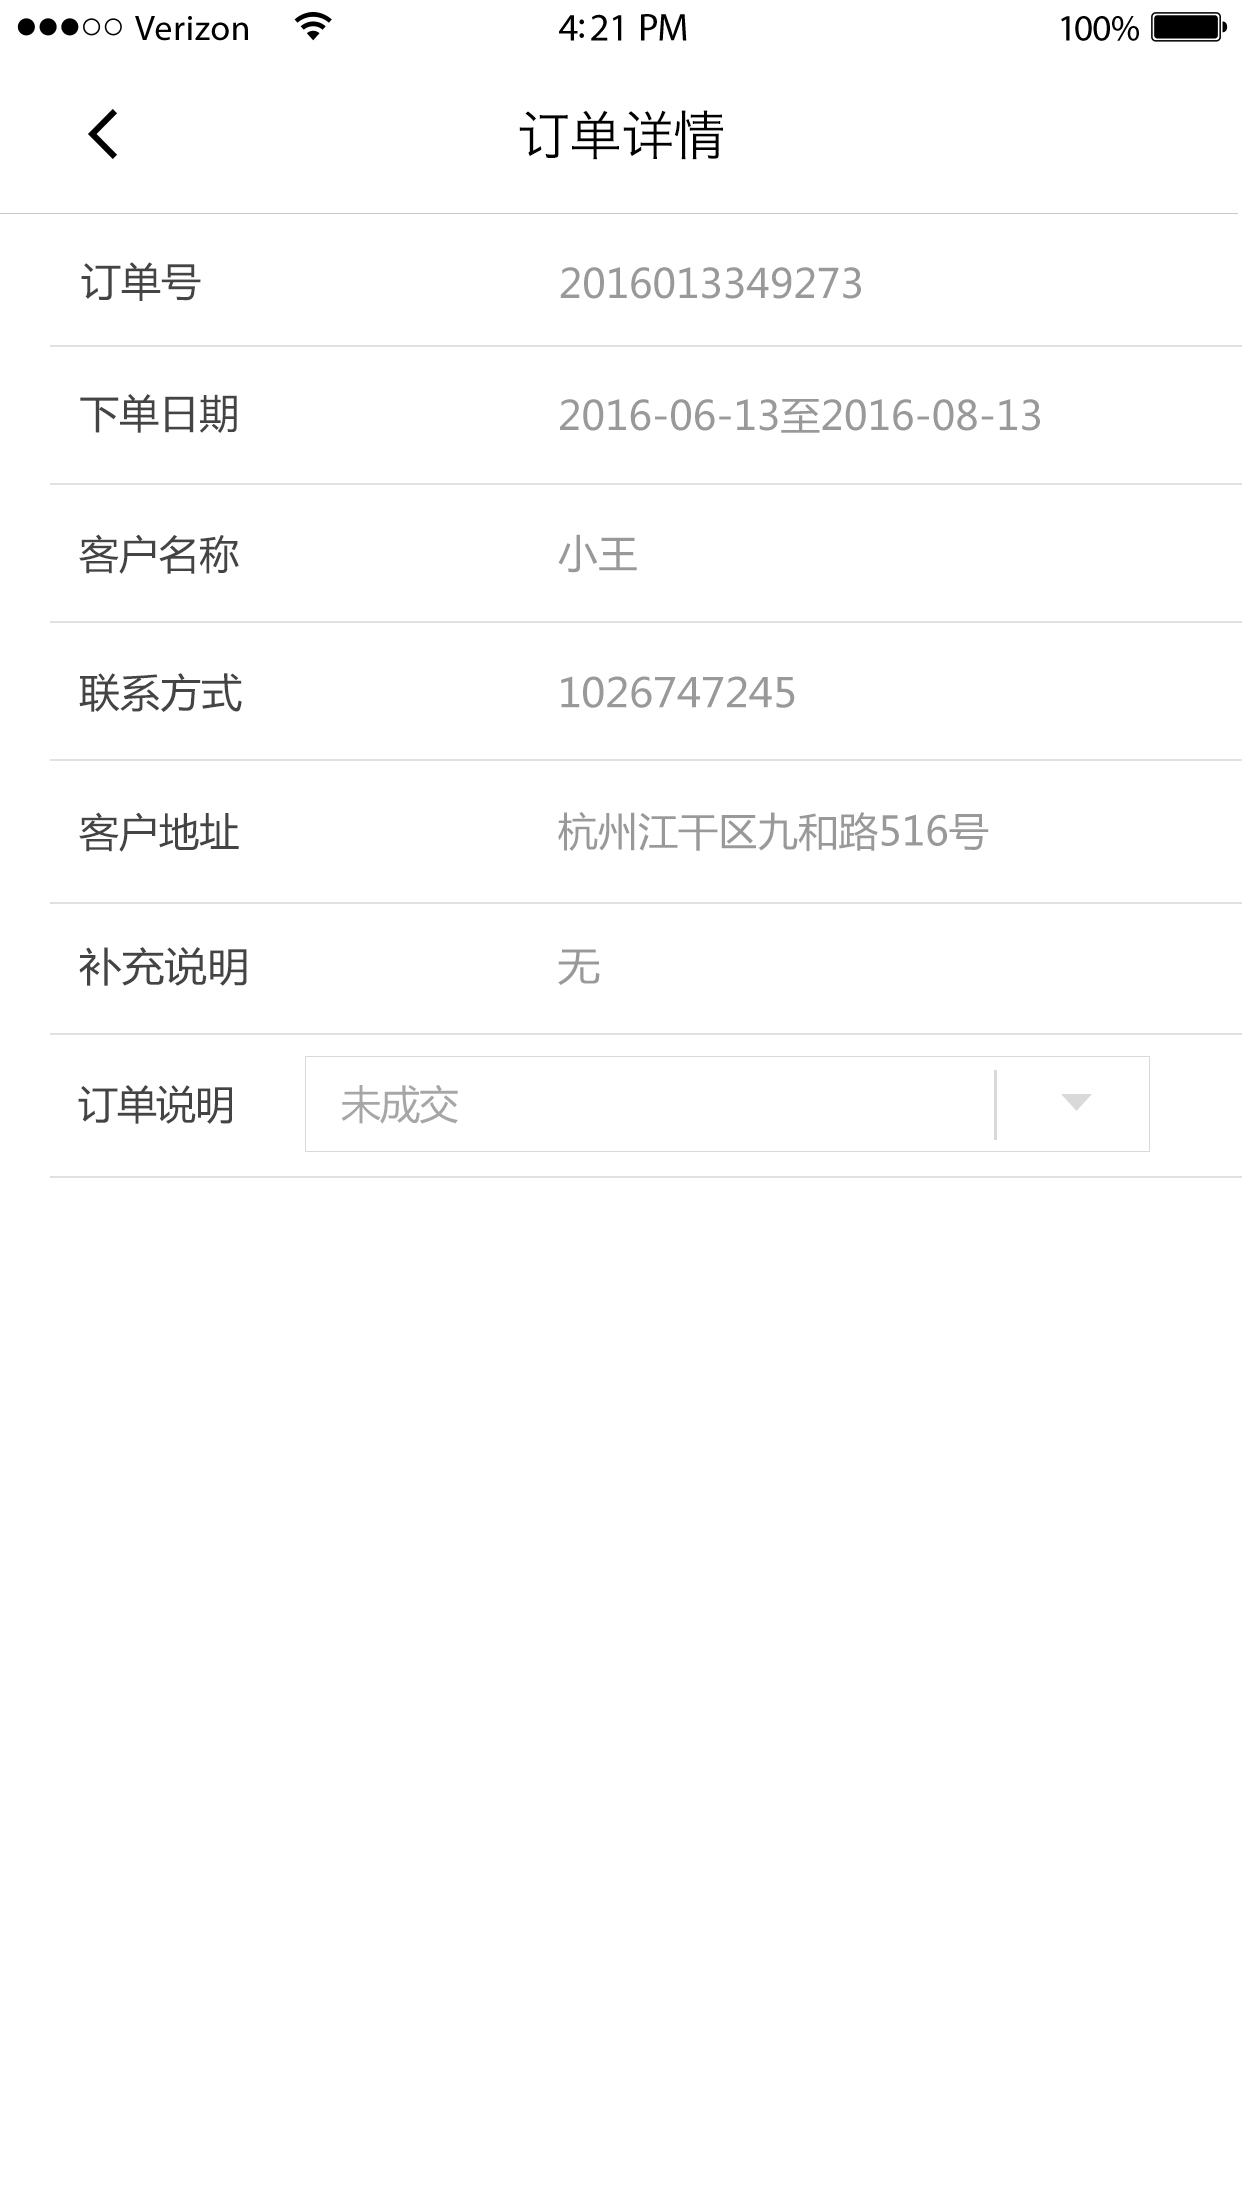 Verizon 4:21 PM 100%
订单详情
订单号 2016013349273
下单日期 2016-06-13至2016-08-13
客户名称 小王
联系方式 1026747245
客户地址 杭州江干区九和路516号
补充说明 无
订单说明 未成交